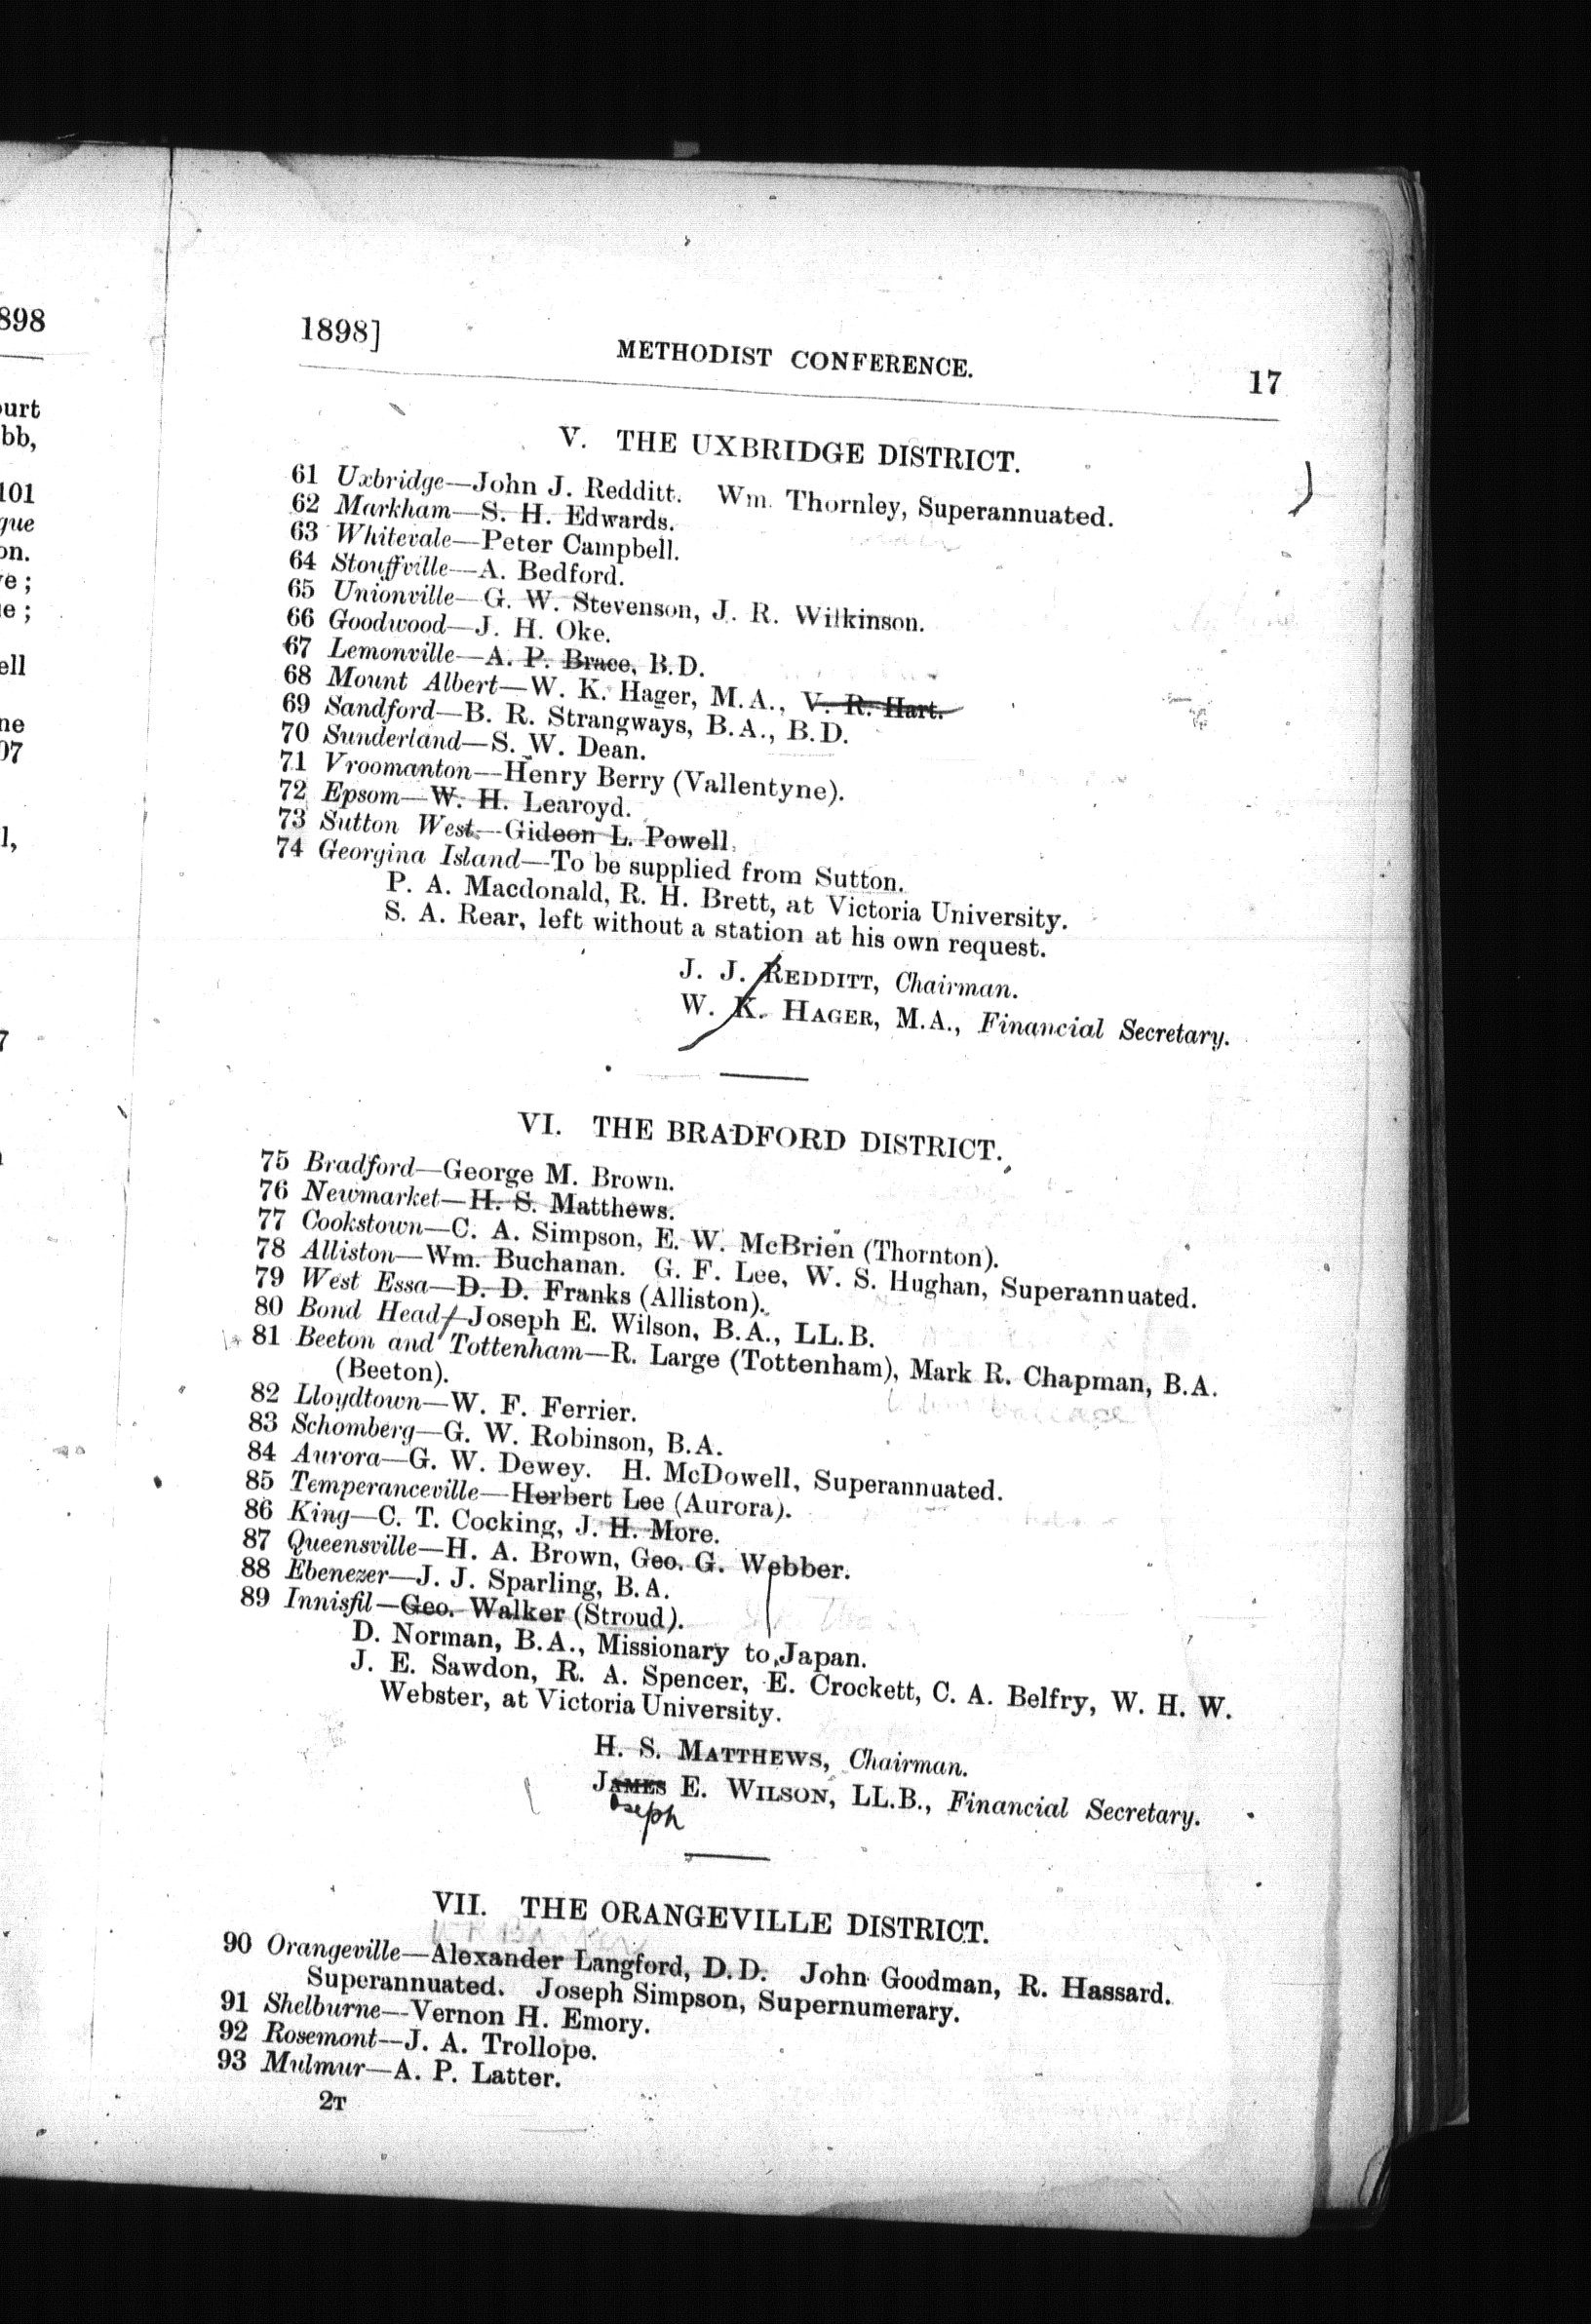 898
ourt
bb,
101
gue
on.
re ;
ie ;
ell
ne
07
l,
7
1898]
METHODIST CONFERENCE.
17
V. THE UXBRIDGE DISTRICT.
61 Uxbridge—John J. Redditt. Wm. Thornley, Superannuated.
62 Markham—S. H. Edwards.
63 Whitevale—Peter Campbell.
64 Stouffville—A. Bedford.
65 Unionville—G. W. Stevenson, J. R. Wilkinson.
66 Goodwood—J. H. Oke.
67 Lemonville—A. P. Brace, B.D.
68 Mount Albert—W. K. Hager, M.A., V. R. Hart.
69 Sandford—B. R. Strangways, B.A., B.D.
70 Sunderland—S. W. Dean.
71 Vroomanton—Henry Berry (Vallentyne).
72 Epsom—W. H. Learoyd.
73 Sutton West—Gideon L. Powell.
74 Georgina Island—To be supplied from Sutton.
P. A. Macdonald, R. H. Brett, at Victoria University.
S. A. Rear, left without a station at his own request.
J. J. REDDITT, Chairman.
W. K. HAGER, M.A., Financial Secretary.
VI. THE BRADFORD DISTRICT.
75 Bradford—George M. Brown.
76 Newmarket—H. S. Matthews.
77 Cookstown—C. A. Simpson, E. W. McBrien (Thornton).
78 Alliston—Wm. Buchanan. G. F. Lee, W. S. Hughan, Superannuated.
79 West Essa—D. D. Franks (Alliston).
80 Bond Head—Joseph E. Wilson, B.A., LL.B.
81 Beeton and Tottenham—R. Large (Tottenham), Mark R. Chapman, B.A.
(Beeton).
82 Lloydtown—W. F. Ferrier.
83 Schomberg—G. W. Robinson, B.A.
84 Aurora—G. W. Dewey. H. McDowell, Superannuated.
85 Temperanceville—Herbert Lee (Aurora).
86 King—C. T. Cocking, J. H. More.
87 Queensville—H. A. Brown, Geo. G. Webber.
88 Ebenezer—J. J. Sparling, B.A.
89 Innisfil—Geo. Walker (Stroud).
D. Norman, B.A., Missionary to Japan.
J. E. Sawdon, R. A. Spencer, E. Crockett, C. A. Belfry, W. H. W.
Webster, at Victoria University.
H. S. MATTHEWS, Chairman.
JAMES E. WILSON, LL.B., Financial Secretary.
oseph
VII. THE ORANGEVILLE DISTRICT.
90 Orangeville—Alexander Langford, D.D. John Goodman, R. Hassard.
Superannuated. Joseph Simpson, Supernumerary.
91 Shelburne—Vernon H. Emory.
92 Rosemont—J. A. Trollope.
93 Mulmur—A. P. Latter.
2T